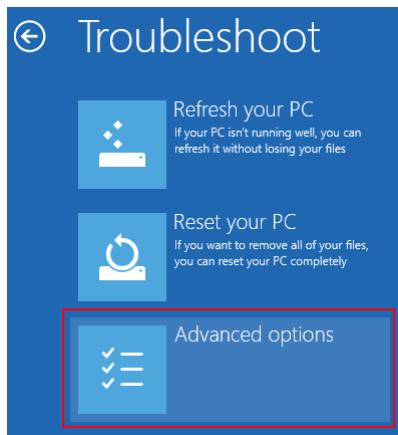 Troubleshoot
Refresh your PC
If your PC isn't running well, you can
refresh it without losing your files
Reset your PC
If you want to remove all of your files,
you can reset your PC completely
Advanced options